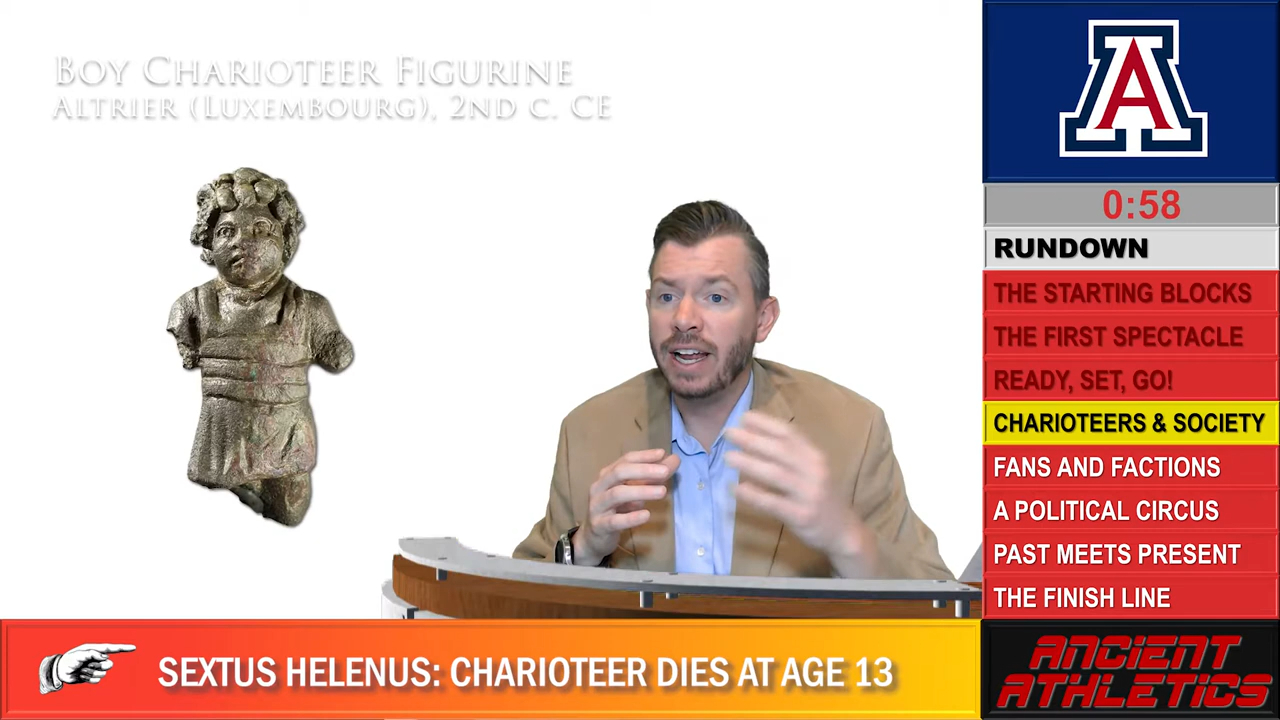 BOY CHARIOTEER FIGURINE
ALTRIER (LUXEMBOURG), 2ND C. CE
A
0:58
RUNDOWN
THE STARTING BLOCKS
THE FIRST SPECTACLE
READY, SET, GO!
CHARIOTEERS & SOCIETY
FANS AND FACTIONS
A POLITICAL CIRCUS
PAST MEETS PRESENT
THE FINISH LINE
SEXTUS HELENUS: CHARIOTEER DIES AT AGE 13
ANCiENT
ATHLETiCS